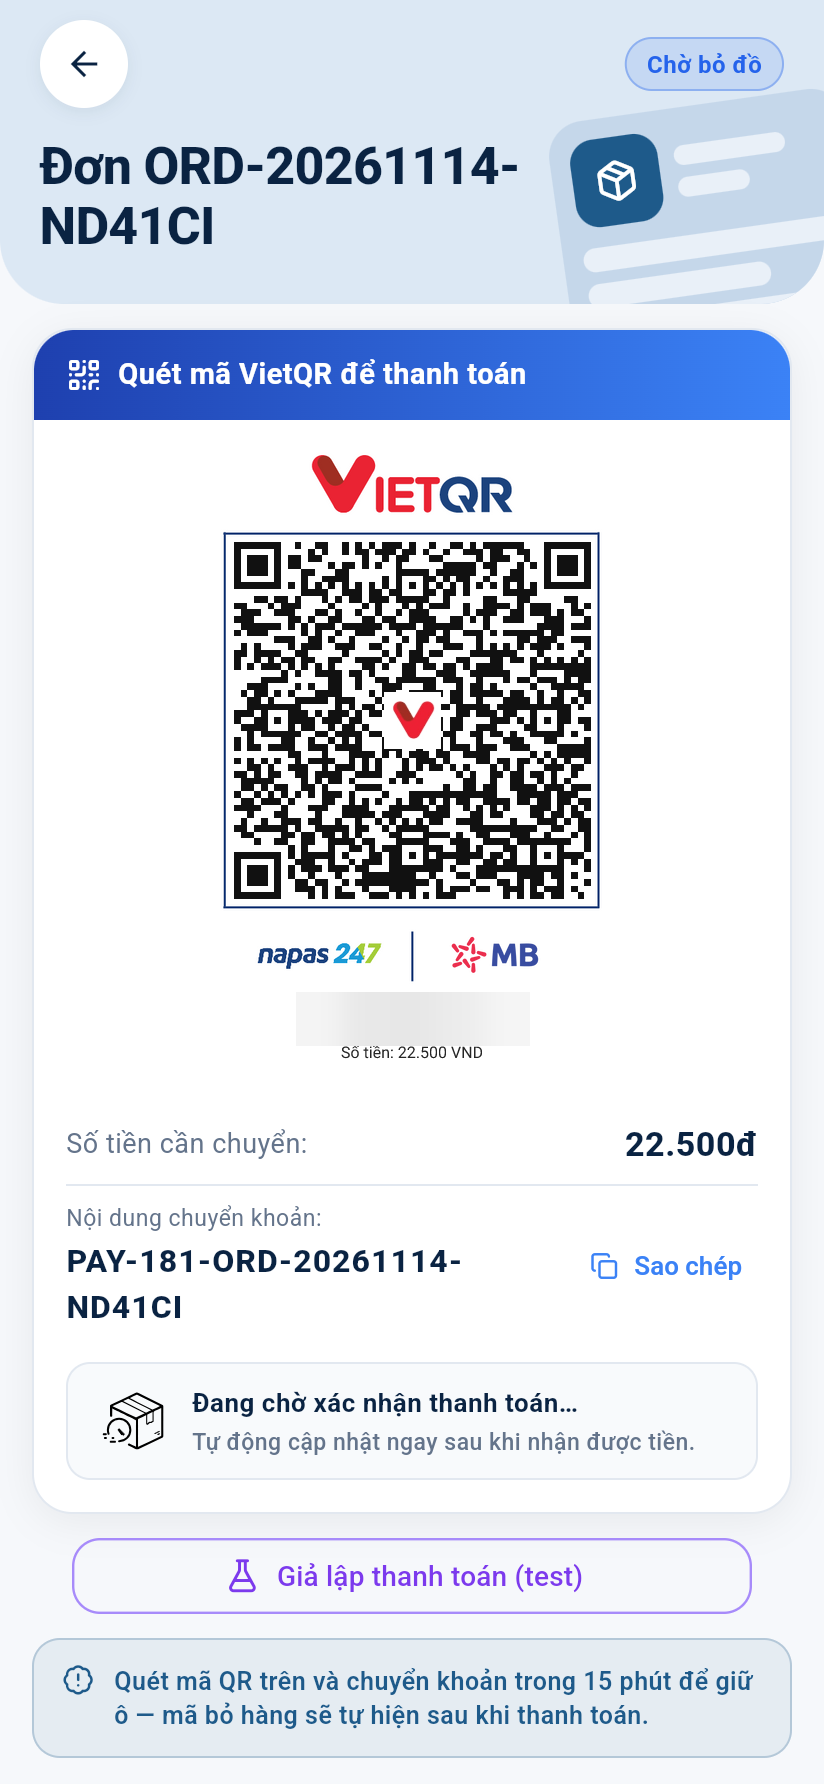 Chờ bỏ đồ
Đơn ORD-20261114-
ND41CI
Quét mã VietQR để thanh toán
VIETQR
napas 247
MB
Số tiền: 22.500 VND
Số tiền cần chuyển:
22.500đ
Nội dung chuyển khoản:
PAY-181-ORD-20261114-
ND41CI
Sao chép
Đang chờ xác nhận thanh toán...
Tự động cập nhật ngay sau khi nhận được tiền.
Giả lập thanh toán (test)
Quét mã QR trên và chuyển khoản trong 15 phút để giữ
ô — mã bỏ hàng sẽ tự hiện sau khi thanh toán.